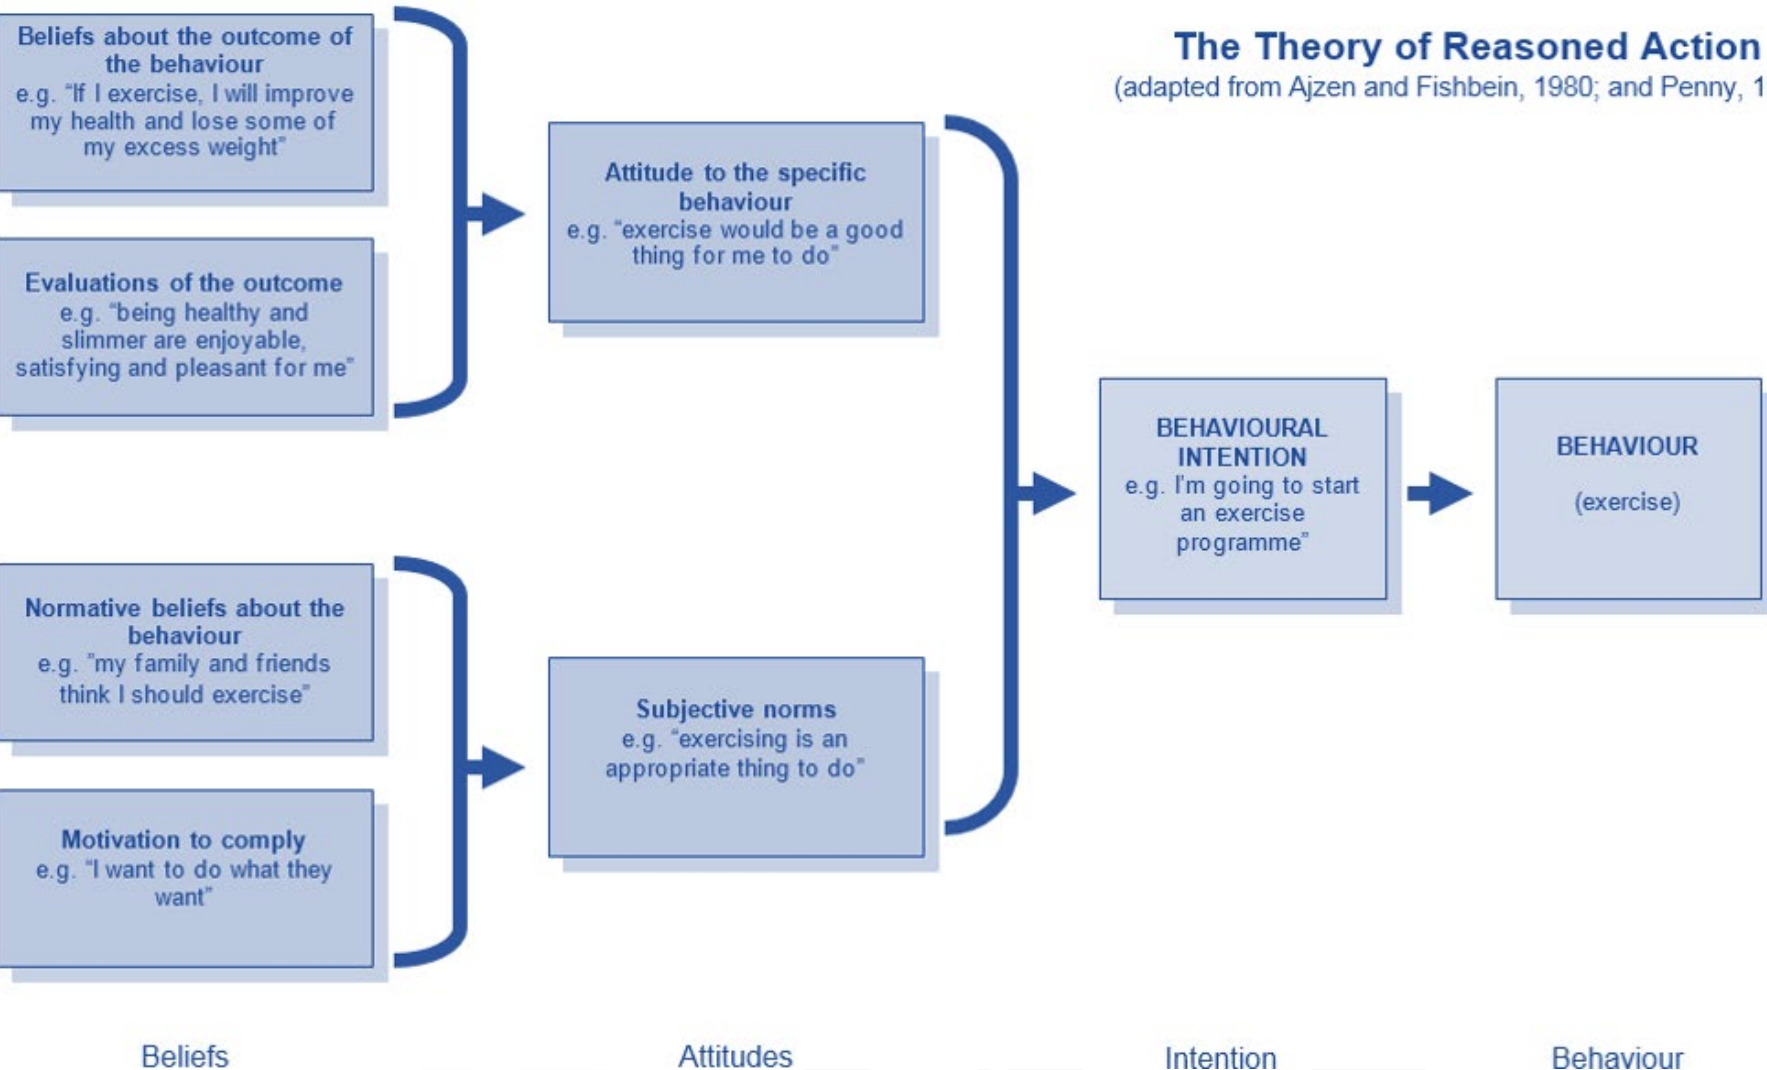 The Theory of Reasoned Action
(adapted from Ajzen and Fishbein, 1980; and Penny, 1
Beliefs about the outcome of
the behaviour
e.g. “If I exercise, I will improve
my health and lose some of
my excess weight”
Evaluations of the outcome
e.g. “being healthy and
slimmer are enjoyable,
satisfying and pleasant for me”
Normative beliefs about the
behaviour
e.g. ”my family and friends
think I should exercise”
Motivation to comply
e.g. “I want to do what they
want”
Attitude to the specific
behaviour
e.g. “exercise would be a good
thing for me to do”
Subjective norms
e.g. “exercising is an
appropriate thing to do”
BEHAVIOURAL
INTENTION
e.g. I’m going to start
an exercise
programme”
BEHAVIOUR
(exercise)
Beliefs
Attitudes
Intention
Behaviour